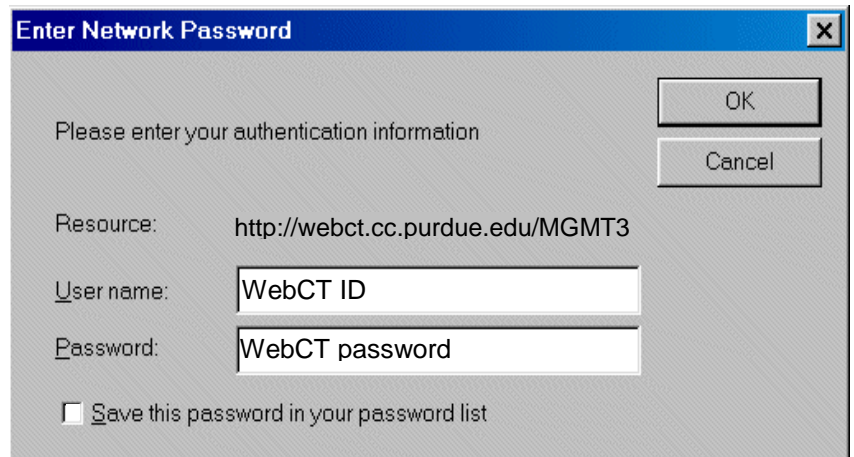 Enter Network Password
OK
Please enter your authentication information
Cancel
Resource: http://webct.cc.purdue.edu/MGMT3
User name: WebCT ID
Password: WebCT password
Save this password in your password list